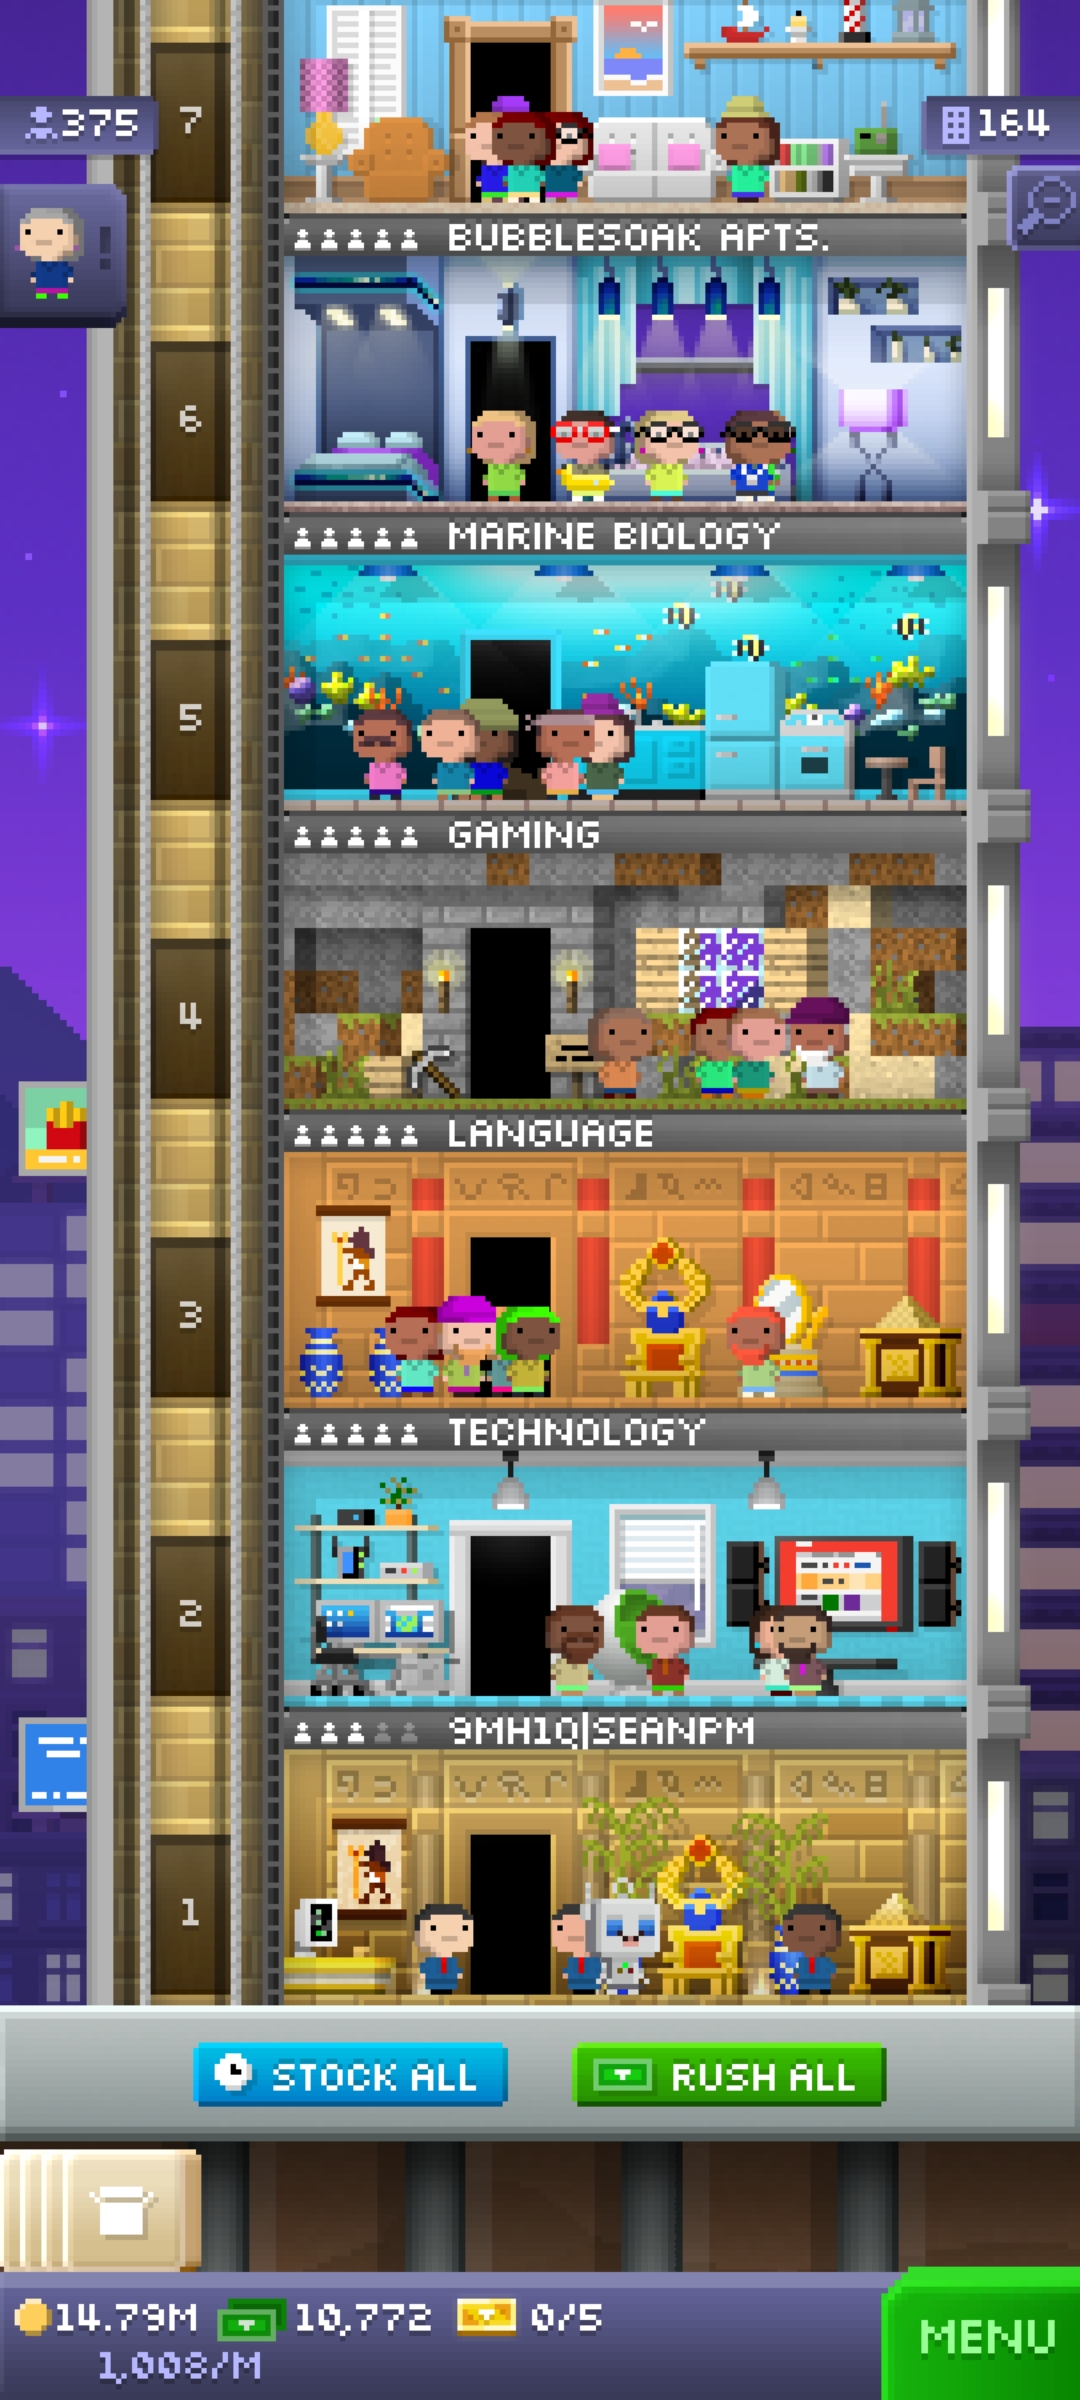 7
375
164
!
BUBBLESOAK APTS.
6
MARINE BIOLOGY
5
GAMING
4
LANGUAGE
3
TECHNOLOGY
2
9MH1Q|SEANPM
1
STOCK ALL
RUSH ALL
14.79M
10,772
0/5
1,008/M
MENU